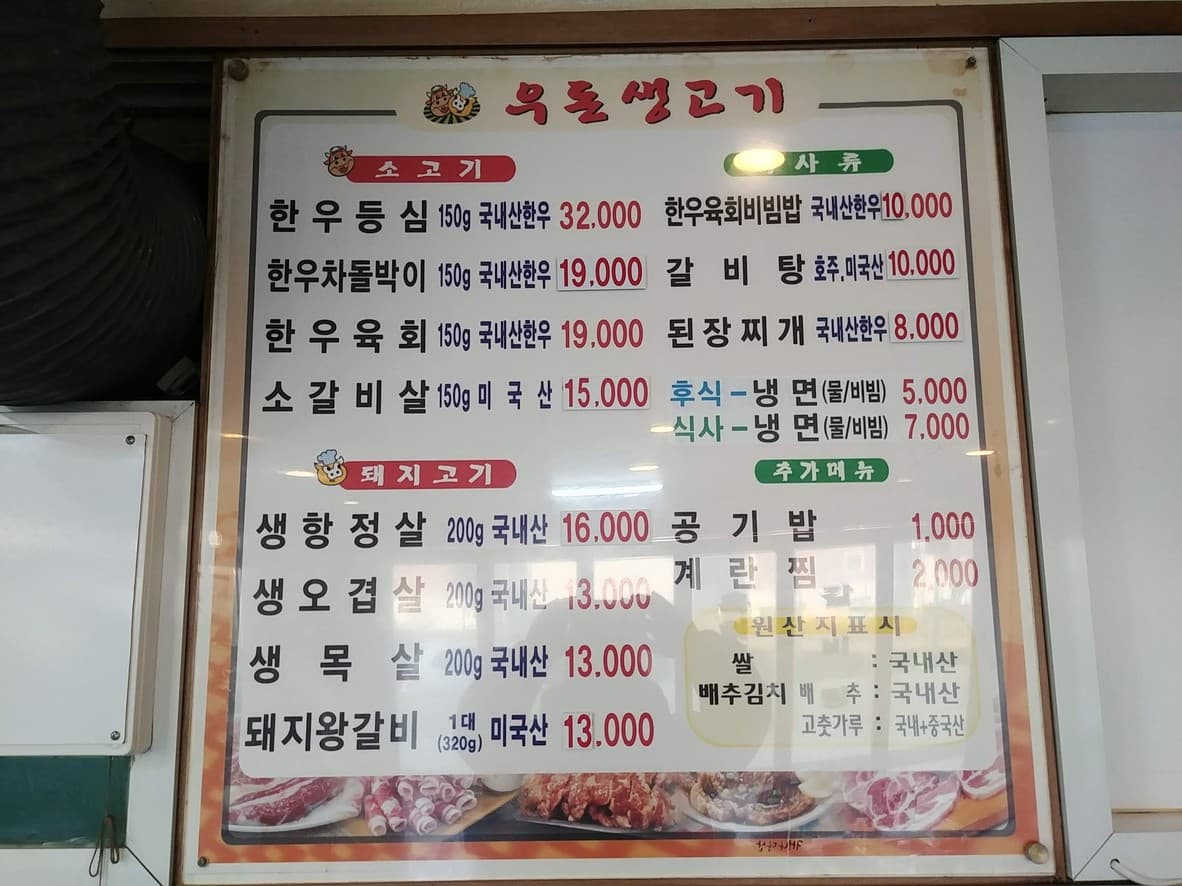 우돈생고기
소고기
한우등심 150g 국내산한우 32,000
한우차돌박이 150g 국내산한우 19,000
한우육회 150g 국내산한우 19,000
소갈비살 150g 미국산 15,000
돼지고기
생항정살 200g 국내산 16,000
생오겹살 200g 국내산 13,000
생목살 200g 국내산 13,000
돼지왕갈비 1대 (320g) 미국산 13,000
사류
한우육회비빔밥 국내산한우 10,000
갈비탕 호주,미국산 10,000
된장찌개 국내산한우 8,000
후식-냉면(물/비빔) 5,000
식사-냉면(물/비빔) 7,000
추가메뉴
공기밥 1,000
계란찜 2,000
원산지표시
쌀 : 국내산
배추김치 배추 : 국내산
고춧가루 : 국내+중국산